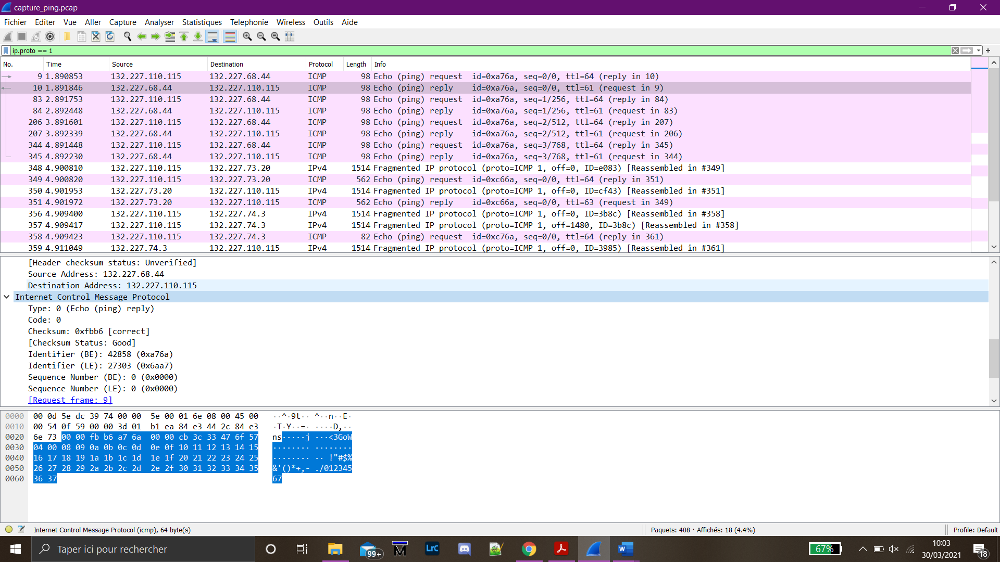 capture_ping.pcap
Fichier Editer Vue Aller Capture Analyser Statistiques Telephonie Wireless Outils Aide
ip.proto == 1
No. Time Source Destination Protocol Length Info
9 1.890853 132.227.110.115 132.227.68.44 ICMP 98 Echo (ping) request id=0xa76a, seq=0/0, ttl=64 (reply in 10)
10 1.891846 132.227.68.44 132.227.110.115 ICMP 98 Echo (ping) reply id=0xa76a, seq=0/0, ttl=61 (request in 9)
83 2.891753 132.227.110.115 132.227.68.44 ICMP 98 Echo (ping) request id=0xa76a, seq=1/256, ttl=64 (reply in 84)
84 2.892448 132.227.68.44 132.227.110.115 ICMP 98 Echo (ping) reply id=0xa76a, seq=1/256, ttl=61 (request in 83)
206 3.891601 132.227.110.115 132.227.68.44 ICMP 98 Echo (ping) request id=0xa76a, seq=2/512, ttl=64 (reply in 207)
207 3.892339 132.227.68.44 132.227.110.115 ICMP 98 Echo (ping) reply id=0xa76a, seq=2/512, ttl=61 (request in 206)
344 4.891448 132.227.110.115 132.227.68.44 ICMP 98 Echo (ping) request id=0xa76a, seq=3/768, ttl=64 (reply in 345)
345 4.892230 132.227.68.44 132.227.110.115 ICMP 98 Echo (ping) reply id=0xa76a, seq=3/768, ttl=61 (request in 344)
348 4.900810 132.227.110.115 132.227.73.20 IPv4 1514 Fragmented IP protocol (proto=ICMP 1, off=0, ID=e083) [Reassembled in #349]
349 4.900820 132.227.110.115 132.227.73.20 ICMP 562 Echo (ping) request id=0xc66a, seq=0/0, ttl=64 (reply in 351)
350 4.901953 132.227.73.20 132.227.110.115 IPv4 1514 Fragmented IP protocol (proto=ICMP 1, off=0, ID=cf43) [Reassembled in #351]
351 4.901972 132.227.73.20 132.227.110.115 ICMP 562 Echo (ping) reply id=0xc66a, seq=0/0, ttl=63 (request in 349)
356 4.909400 132.227.110.115 132.227.74.3 IPv4 1514 Fragmented IP protocol (proto=ICMP 1, off=0, ID=3b8c) [Reassembled in #358]
357 4.909417 132.227.110.115 132.227.74.3 IPv4 1514 Fragmented IP protocol (proto=ICMP 1, off=1480, ID=3b8c) [Reassembled in #358]
358 4.909423 132.227.110.115 132.227.74.3 ICMP 82 Echo (ping) request id=0xc76a, seq=0/0, ttl=64 (reply in 361)
359 4.911049 132.227.74.3 132.227.110.115 IPv4 1514 Fragmented IP protocol (proto=ICMP 1, off=0, ID=3985) [Reassembled in #361]
[Header checksum status: Unverified]
Source Address: 132.227.68.44
Destination Address: 132.227.110.115
Internet Control Message Protocol
Type: 0 (Echo (ping) reply)
Code: 0
Checksum: 0xfbb6 [correct]
[Checksum Status: Good]
Identifier (BE): 42858 (0xa76a)
Identifier (LE): 27303 (0x6aa7)
Sequence Number (BE): 0 (0x0000)
Sequence Number (LE): 0 (0x0000)
[Request frame: 9]
0000 00 0d 5e dc 39 74 00 00 5e 00 01 6e 08 00 45 00 ··^·9t·· ^··n··E·
0010 00 54 0f 59 00 00 3d 01 b1 ea 84 e3 44 2c 84 e3 ·T·Y··=· ····D,··
0020 6e 73 00 00 fb b6 a7 6a 00 00 cb 3c 33 47 6f 57 ns·····j ···<3GoW
0030 04 00 08 09 0a 0b 0c 0d 0e 0f 10 11 12 13 14 15 ········ ········
0040 16 17 18 19 1a 1b 1c 1d 1e 1f 20 21 22 23 24 25 ········ ·· !"#$%
0050 26 27 28 29 2a 2b 2c 2d 2e 2f 30 31 32 33 34 35 &'()*+,- ./012345
0060 36 37 67
Internet Control Message Protocol (icmp), 64 byte(s) Paquets: 408 · Affichés: 18 (4.4%) Profile: Default
Taper ici pour rechercher 99+ M LrC W 67% 10:03
30/03/2021 18